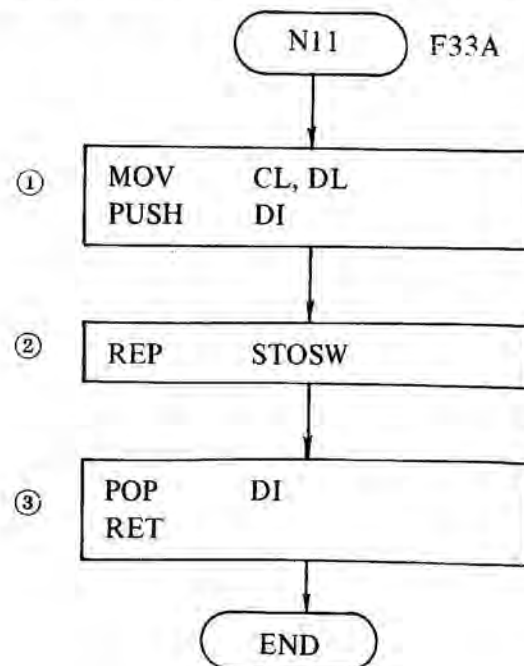 N11 F33A
① MOV CL, DL
PUSH DI
② REP STOSW
③ POP DI
RET
END